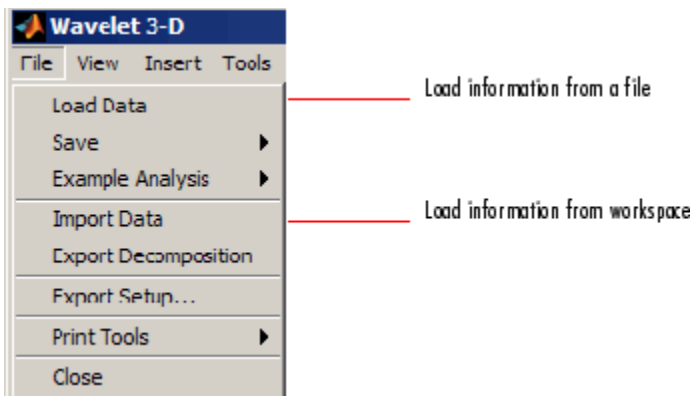 Wavelet 3-D
File View Insert Tools
Load Data
Load information from a file
Save
Example Analysis
Import Data
Load information from workspace
Export Decomposition
Export Setup...
Print Tools
Close